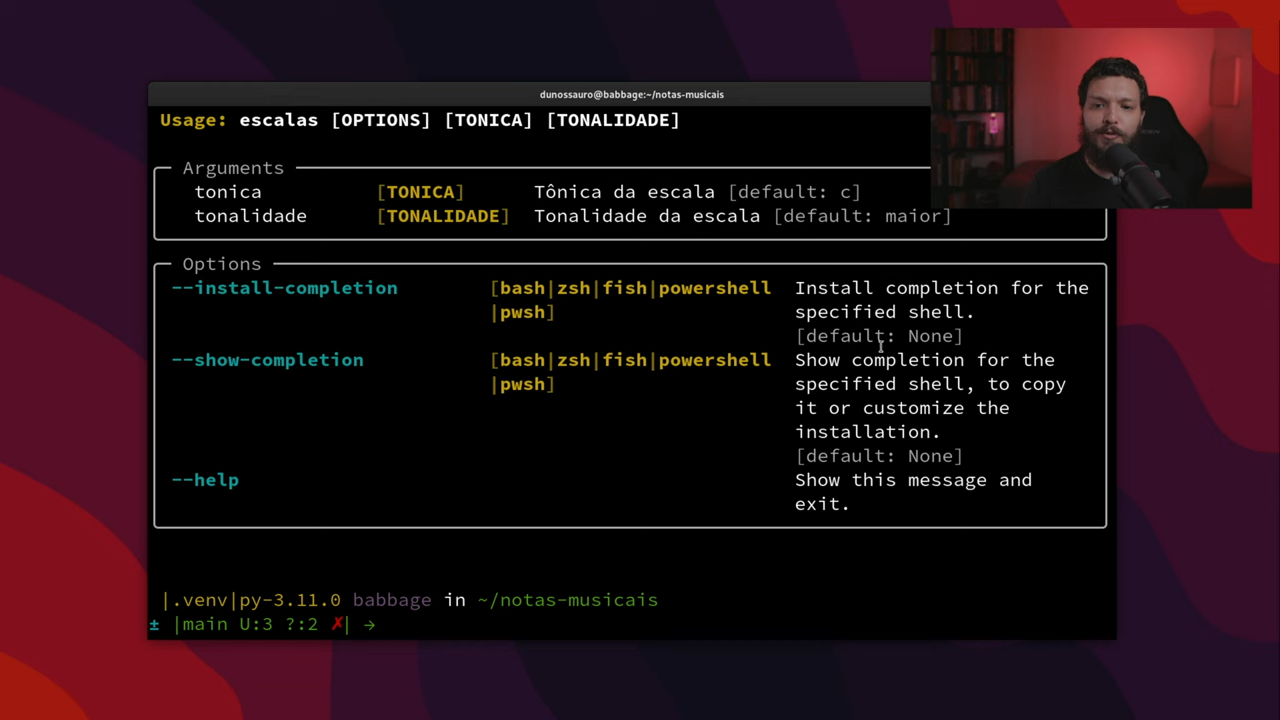 dunossauro@babbage:~/notas-musicais
Usage: escalas [OPTIONS] [TONICA] [TONALIDADE]
Arguments
tonica [TONICA] Tônica da escala [default: c]
tonalidade [TONALIDADE] Tonalidade da escala [default: maior]
Options
--install-completion [bash|zsh|fish|powershell Install completion for the
|pwsh] specified shell.
[default: None]
--show-completion [bash|zsh|fish|powershell Show completion for the
|pwsh] specified shell, to copy
it or customize the
installation.
[default: None]
--help Show this message and
exit.
|.venv|py-3.11.0 babbage in ~/notas-musicais
± |main U:3 ?:2 ✗| →